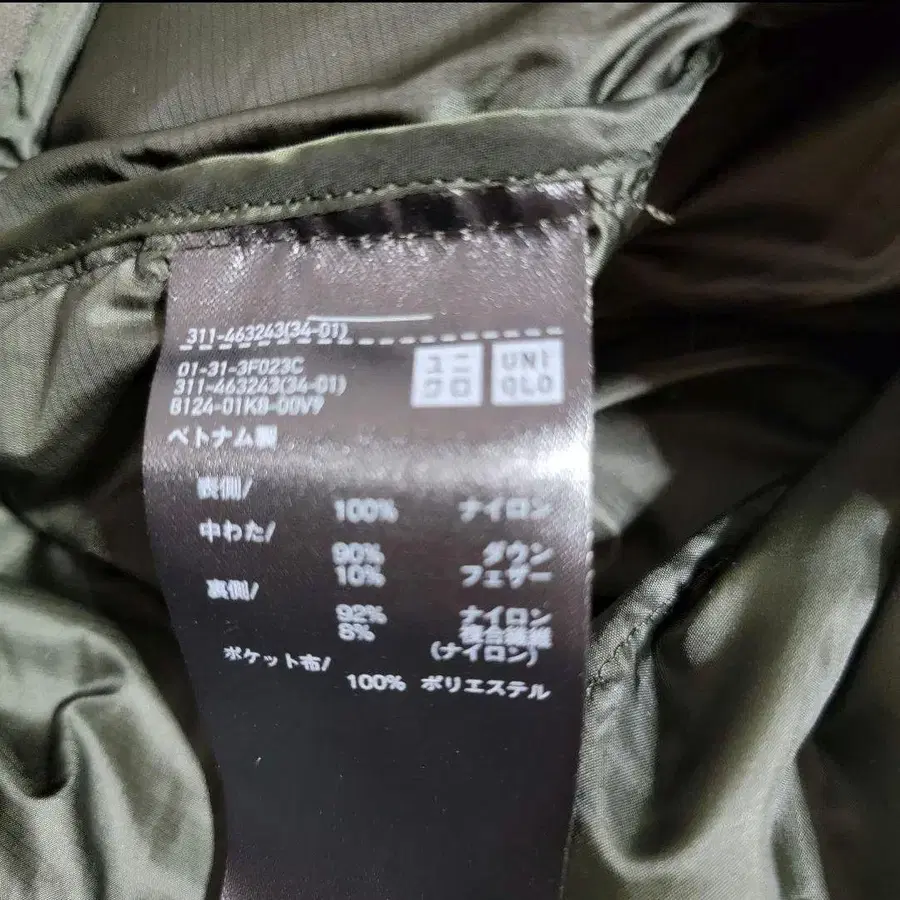 311-463243(34-01)
01-31-3F023C
311-463243(34-01)
8124-01K8-00V9
ユニ
クロ
UNI
QLO
ベトナム製
表側/
100% ナイロン
中わた/
90% ダウン
10% フェザー
裏側/
92% ナイロン
8% 複合繊維
(ナイロン)
ポケット布/
100% ポリエステル